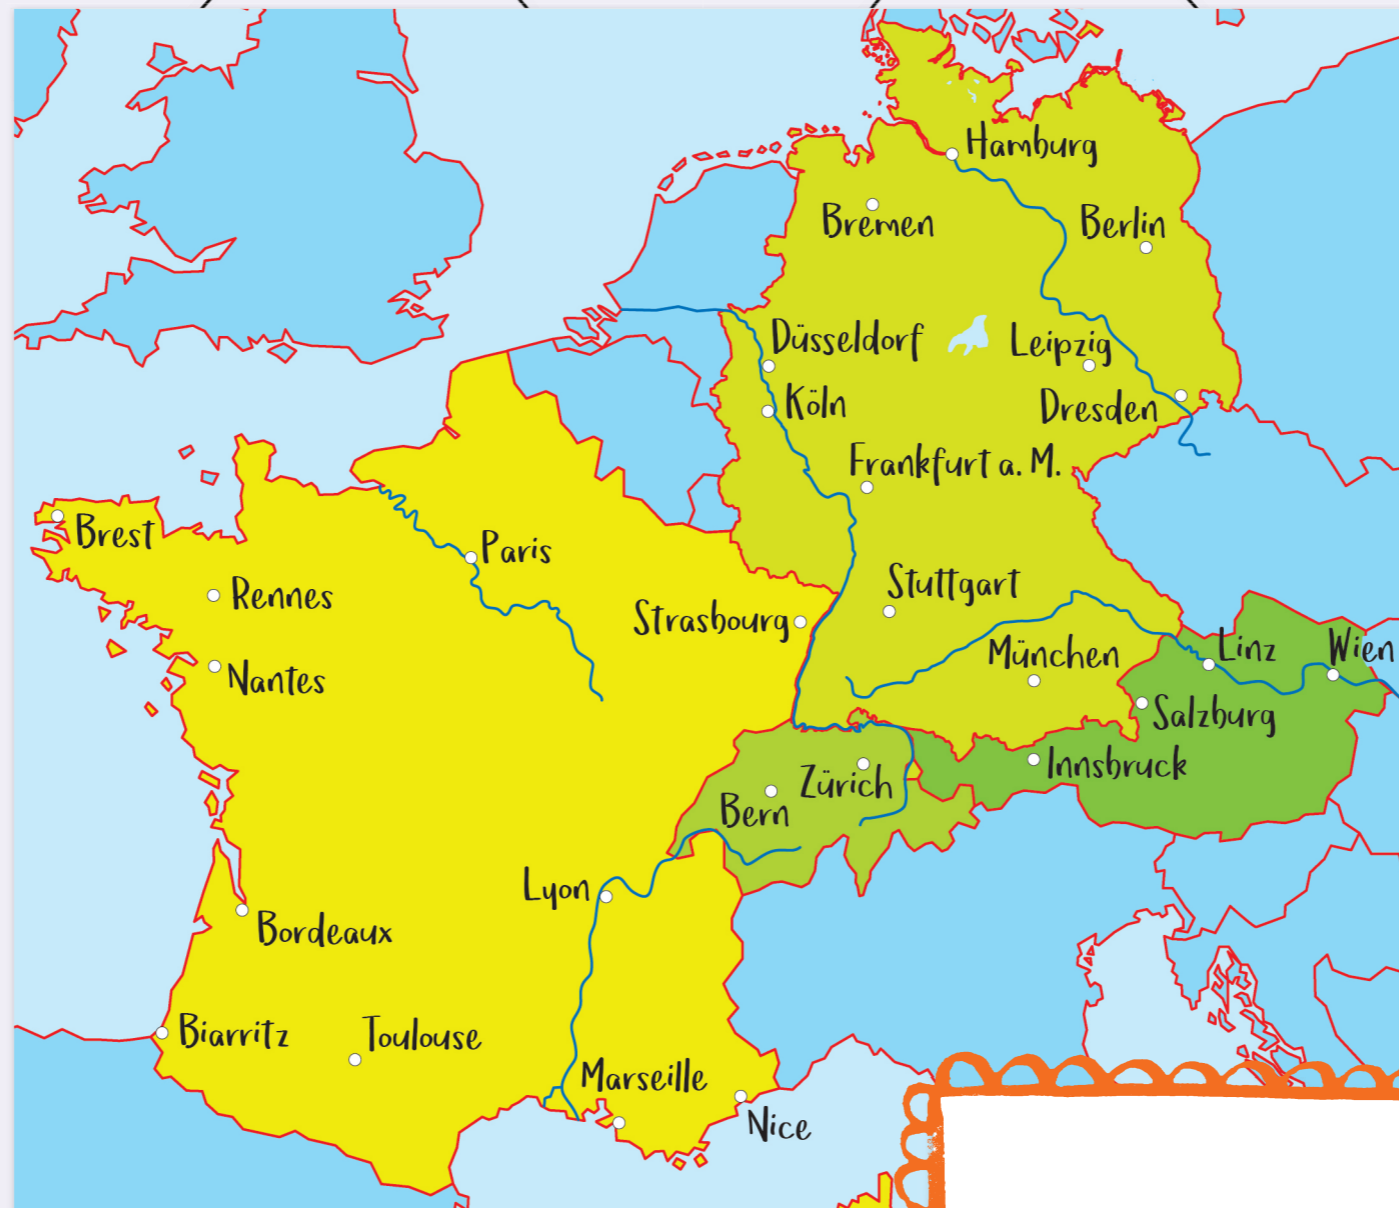 Hamburg
Bremen
Berlin
Düsseldorf
Leipzig
Köln
Dresden
Frankfurt a. M.
Brest
Paris
Rennes
Stuttgart
Strasbourg
Nantes
München
Linz
Wien
Salzburg
Innsbruck
Zürich
Bern
Lyon
Bordeaux
Biarritz
Toulouse
Marseille
Nice